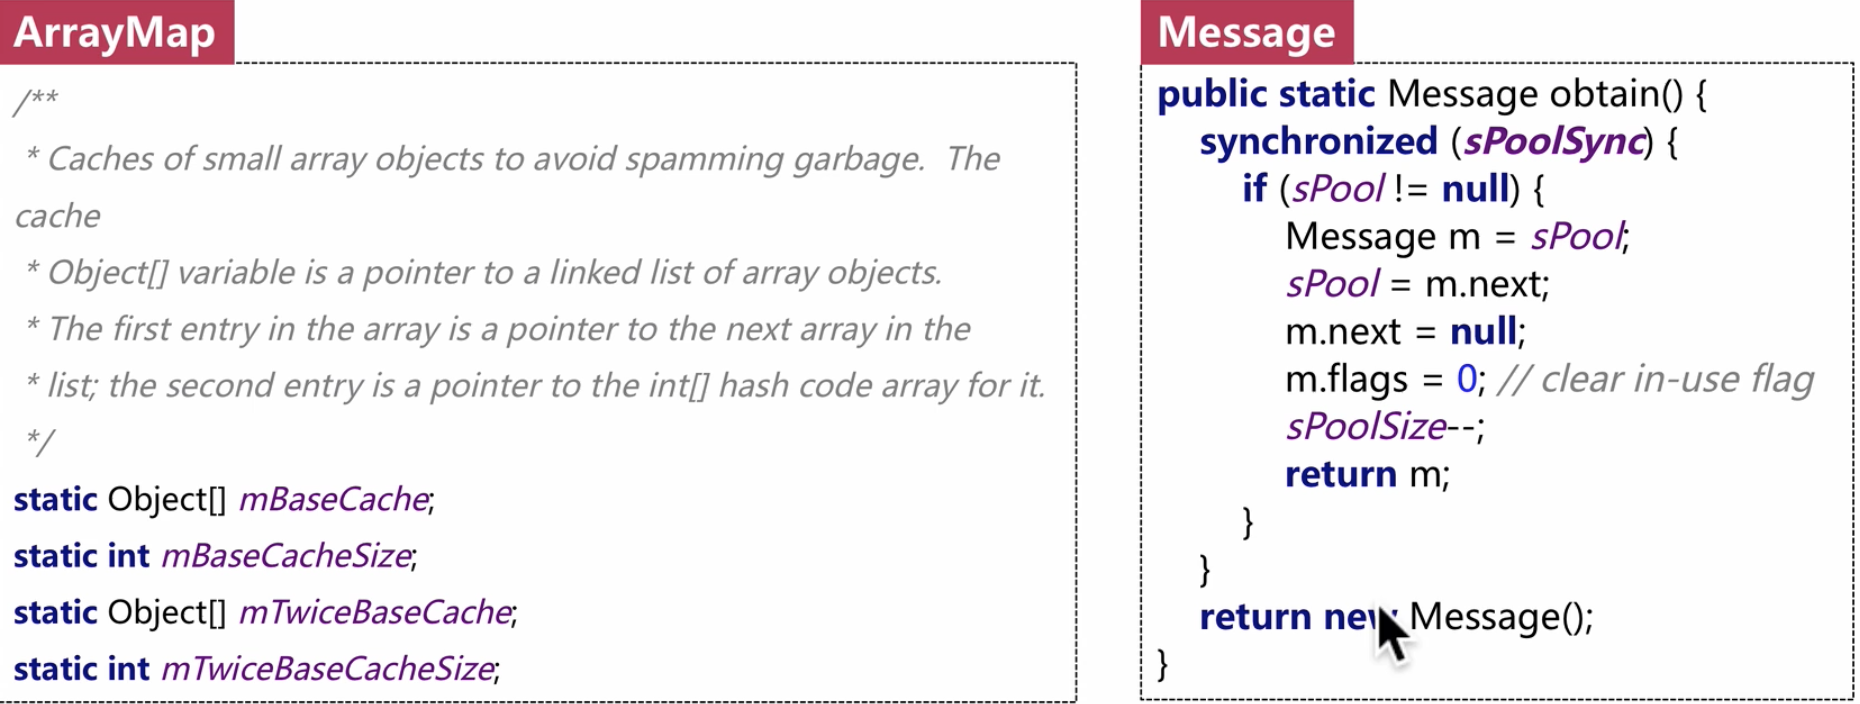 ArrayMap
/**
 * Caches of small array objects to avoid spamming garbage.  The
cache
 * Object[] variable is a pointer to a linked list of array objects.
 * The first entry in the array is a pointer to the next array in the
 * list; the second entry is a pointer to the int[] hash code array for it.
 */
static Object[] mBaseCache;
static int mBaseCacheSize;
static Object[] mTwiceBaseCache;
static int mTwiceBaseCacheSize;
Message
public static Message obtain() {
    synchronized (sPoolSync) {
        if (sPool != null) {
            Message m = sPool;
            sPool = m.next;
            m.next = null;
            m.flags = 0; // clear in-use flag
            sPoolSize--;
            return m;
        }
    }
    return new Message();
}